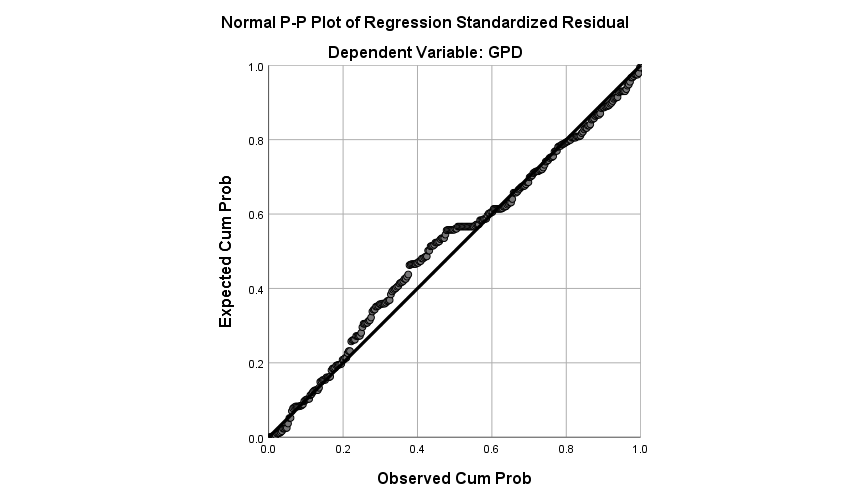 Normal P-P Plot of Regression Standardized Residual
Dependent Variable: GPD
1.0
0.8
0.6
0.4
0.2
0.0
Expected Cum Prob
0.0 0.2 0.4 0.6 0.8 1.0
Observed Cum Prob